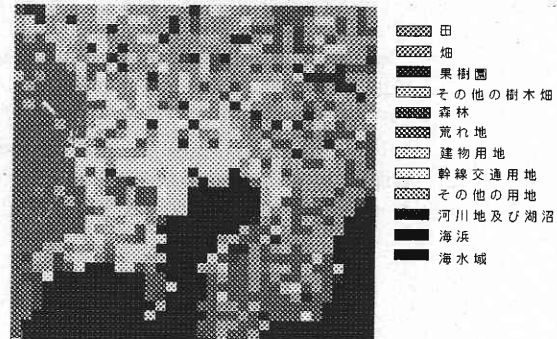 田
畑
果樹園
その他の樹木畑
森林
荒れ地
建物用地
幹線交通用地
その他の用地
河川地及び湖沼
海浜
海水域